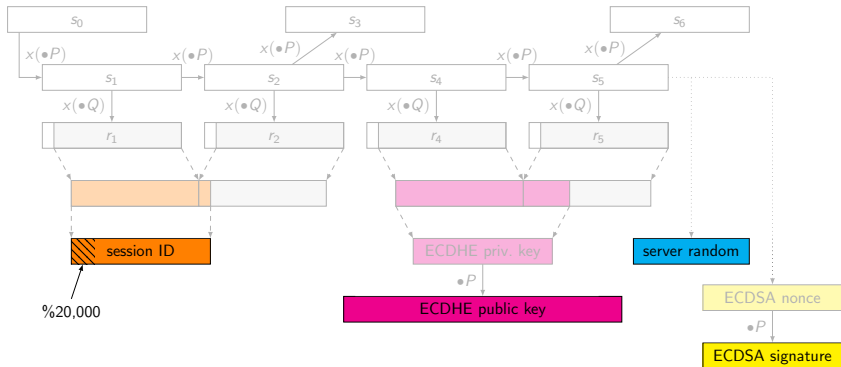 s₀ s₃ s₆
x(•P) x(•P) x(•P) x(•P) x(•P) x(•P)
s₁ s₂ s₄ s₅
x(•Q) x(•Q) x(•Q) x(•Q)
r₁ r₂ r₄ r₅
session ID ECDHE priv. key server random
•P
%20,000 ECDHE public key ECDSA nonce
•P
ECDSA signature